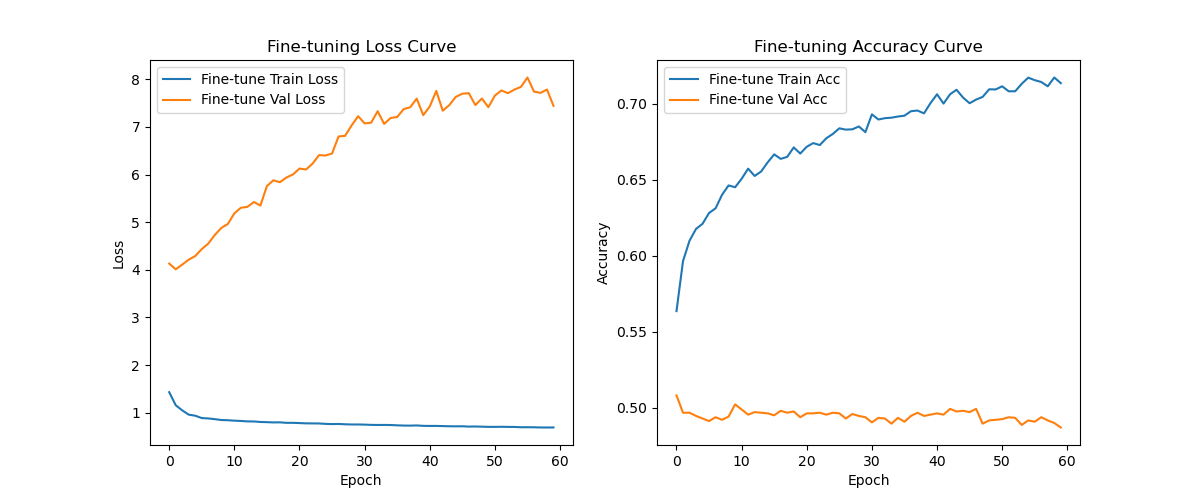 Fine-tuning Loss Curve
Fine-tune Train Loss
Fine-tune Val Loss
8
7
6
5
4
3
2
1
Loss
0 10 20 30 40 50 60
Epoch
Fine-tuning Accuracy Curve
Fine-tune Train Acc
Fine-tune Val Acc
0.70
0.65
0.60
0.55
0.50
Accuracy
0 10 20 30 40 50 60
Epoch